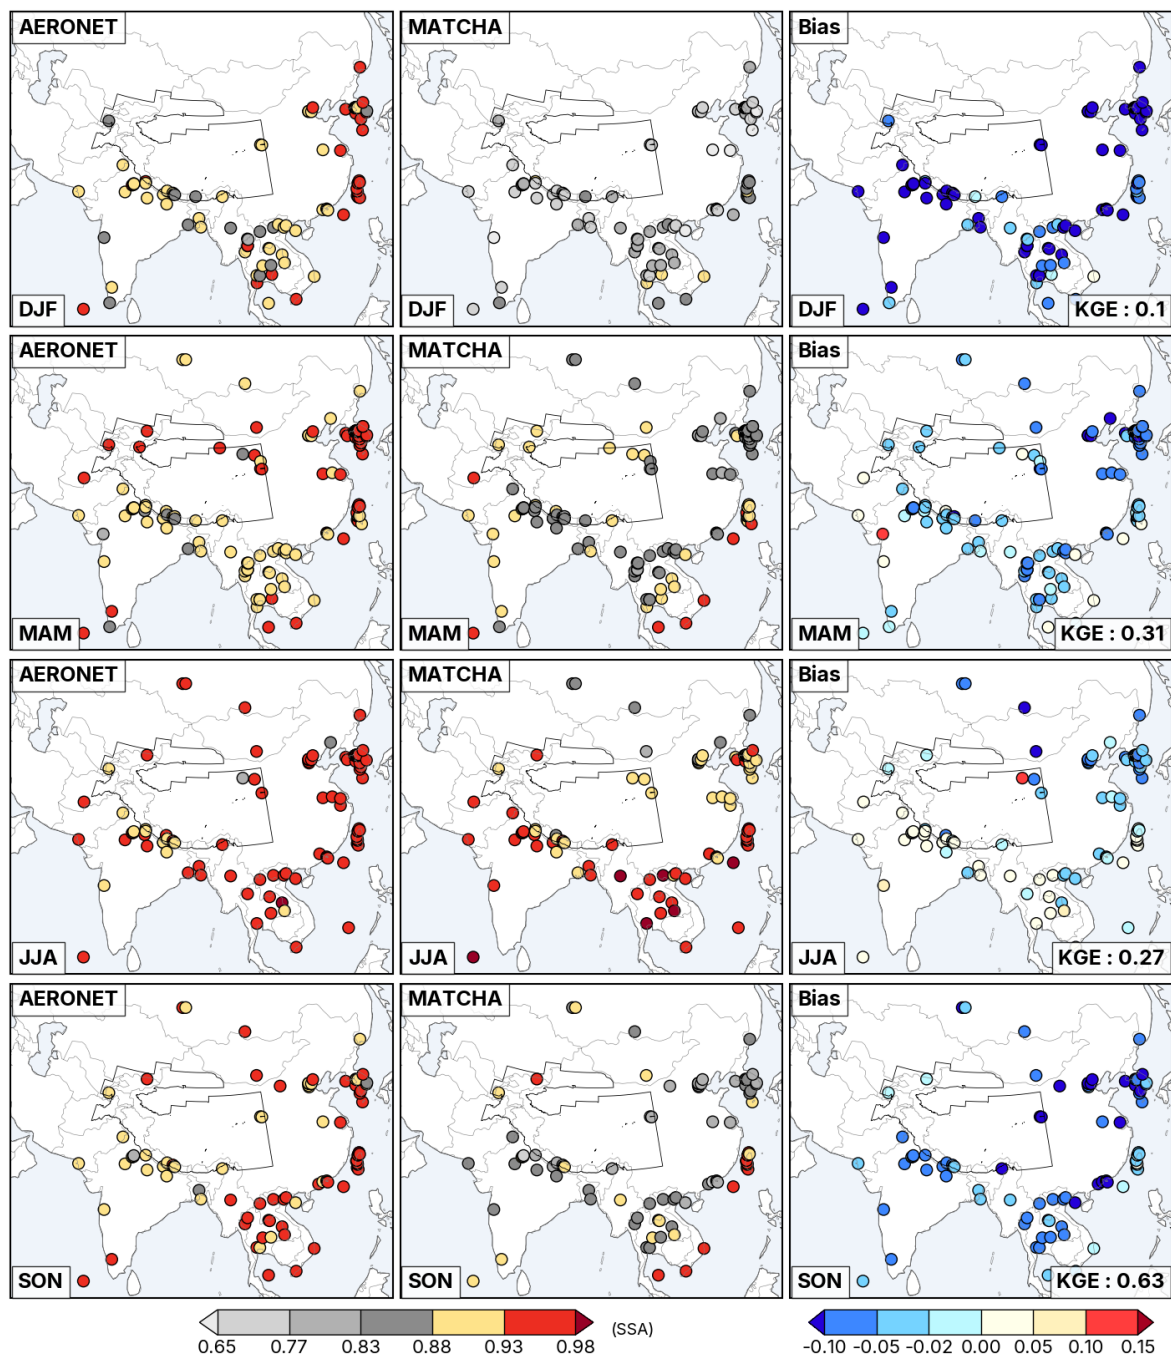 AERONET MATCHA Bias
DJF DJF DJF KGE : 0.1
AERONET MATCHA Bias
MAM MAM MAM KGE : 0.31
AERONET MATCHA Bias
JJA JJA JJA KGE : 0.27
AERONET MATCHA Bias
SON SON SON KGE : 0.63
0.65 0.77 0.83 0.88 0.93 0.98 (SSA) -0.10 -0.05 -0.02 0.00 0.05 0.10 0.15